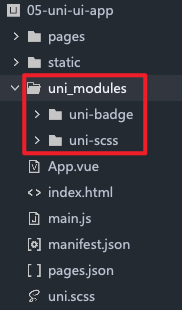 05-uni-ui-app
pages
static
uni_modules
uni-badge
uni-scss
App.vue
index.html
main.js
manifest.json
pages.json
uni.scss